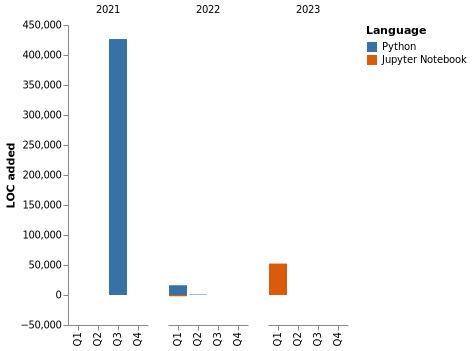 2021 2022 2023
Language
Python
Jupyter Notebook
LOC added
450,000
400,000
350,000
300,000
250,000
200,000
150,000
100,000
50,000
0
−50,000
Q1 Q2 Q3 Q4 Q1 Q2 Q3 Q4 Q1 Q2 Q3 Q4